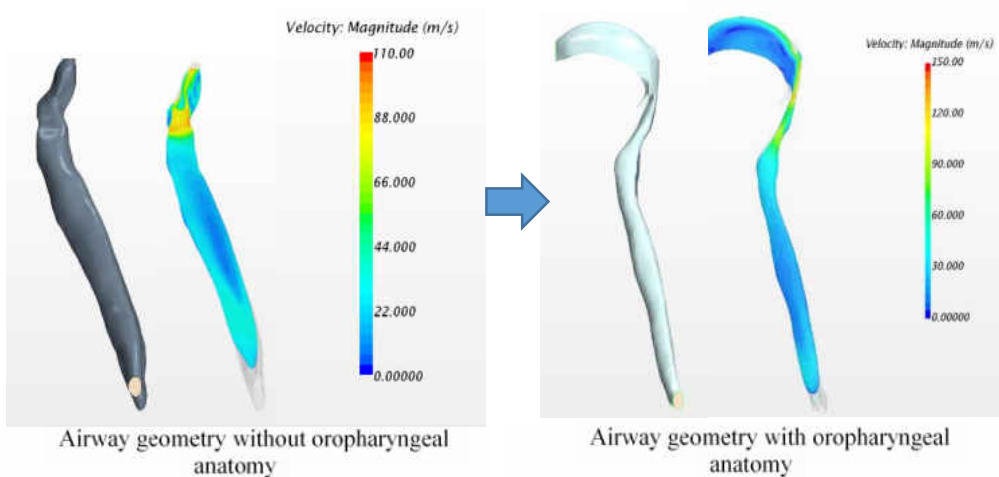 Velocity: Magnitude (m/s)
110.00
88.000
66.000
44.000
22.000
0.00000
Airway geometry without oropharyngeal
anatomy
Velocity: Magnitude (m/s)
150.00
120.00
90.000
60.000
30.000
0.00000
Airway geometry with oropharyngeal
anatomy